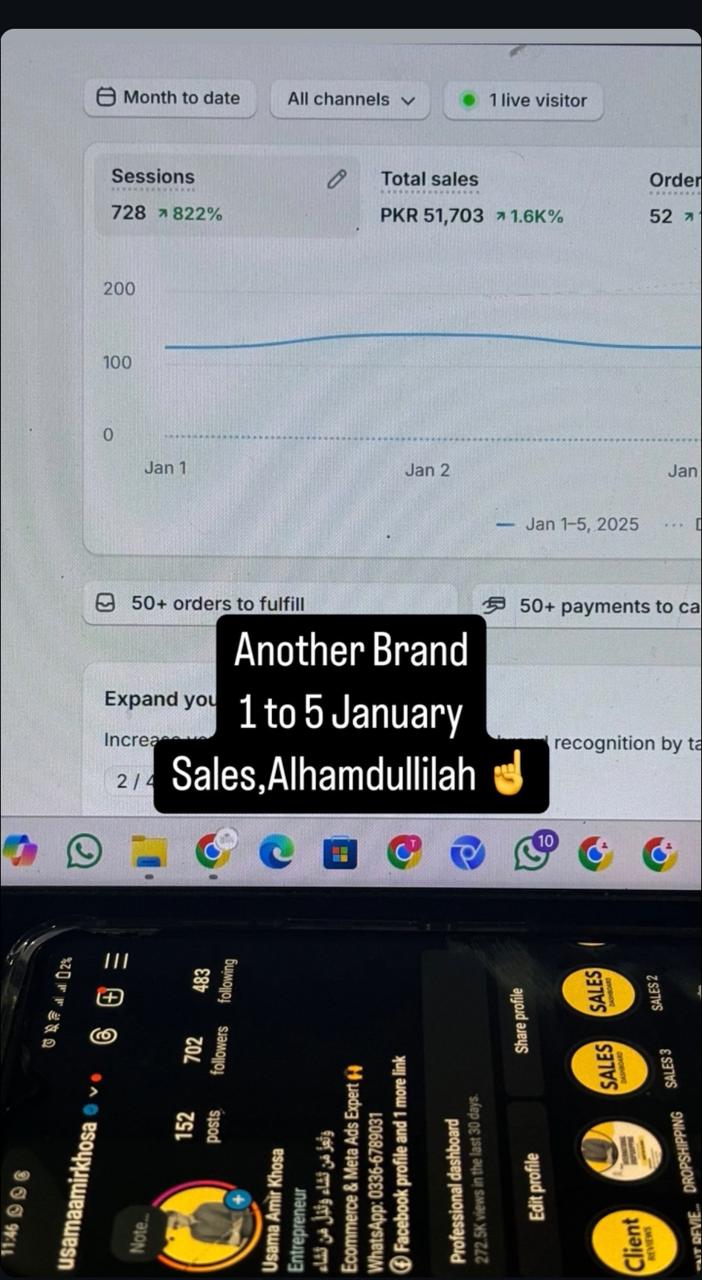 Month to date
All channels
1 live visitor
Sessions
728 822%
Total sales
PKR 51,703 1.6K%
Order
52
200
100
0
Jan 1
Jan 2
Jan
Jan 1–5, 2025
50+ orders to fulfill
50+ payments to ca
Another Brand
1 to 5 January
Sales,Alhamdullilah ☝️
Expand you
Increa
recognition by ta
2 / 4
T
10
11:46
2%
usamaamirkhosa
Note...
152
posts
702
followers
483
following
Usama Amir Khosa
Entrepreneur
وَتُعِزُّ مَن تَشَاء وَتُذِلُّ مَن تَشَاء
Ecommerce & Meta Ads Expert
WhatsApp: 0336-6789031
Facebook profile and 1 more link
Professional dashboard
272.5K views in the last 30 days.
Edit profile
Share profile
Client
REVIEWS
SALES
DASHBOARD
SALES
DASHBOARD
DROPSHIPPING
SALES 3
SALES 2